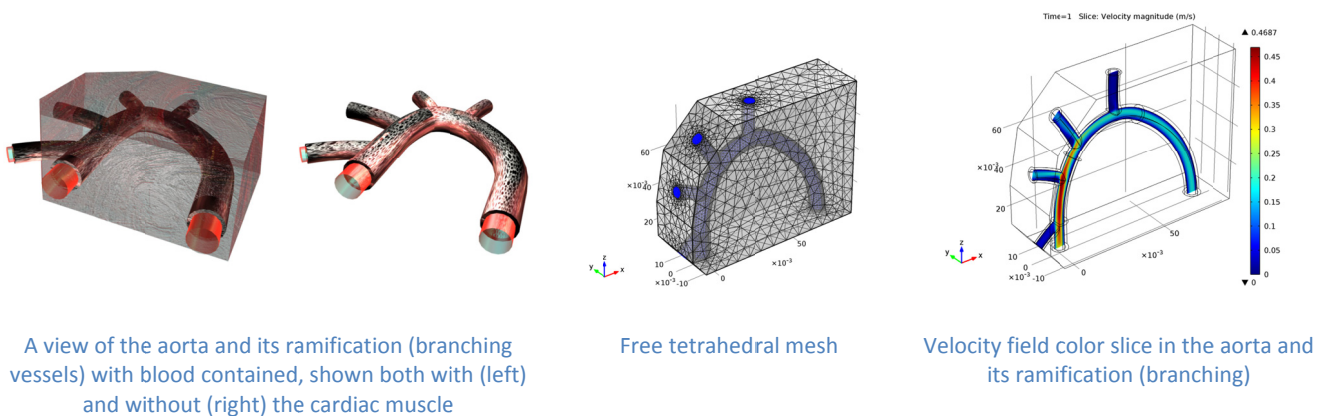 Time=1 Slice: Velocity magnitude (m/s)
▲ 0.4687
0.45
0.4
0.35
0.3
0.25
0.2
0.15
0.1
0.05
0
▼ 0
60
×10⁻³
40
20
10
0
×10⁻³
-10
0
50
×10⁻³
z
y
x
60
×10⁻³
40
20
10
0
×10⁻³
-10
0
50
×10⁻³
z
y
x
A view of the aorta and its ramification (branching
vessels) with blood contained, shown both with (left)
and without (right) the cardiac muscle
Free tetrahedral mesh
Velocity field color slice in the aorta and
its ramification (branching)